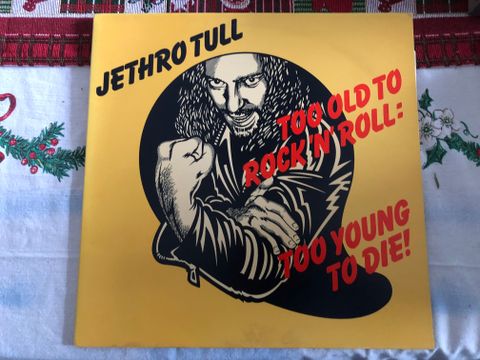 JETHRO TULL
TOO OLD TO
ROCK 'N' ROLL:
TOO YOUNG
TO DIE!